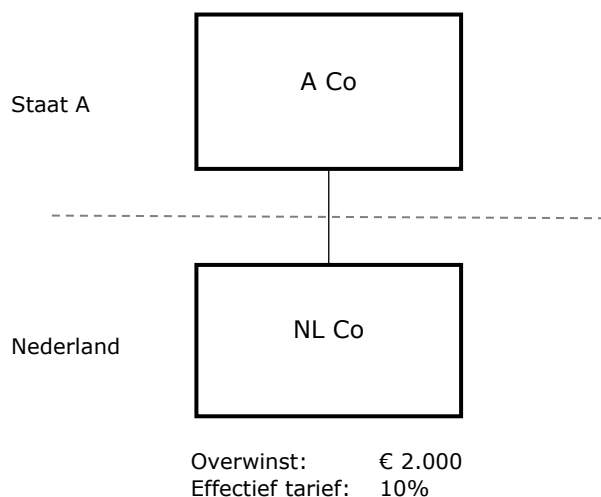 A Co
Staat A
NL Co
Nederland
Overwinst: € 2.000
Effectief tarief: 10%